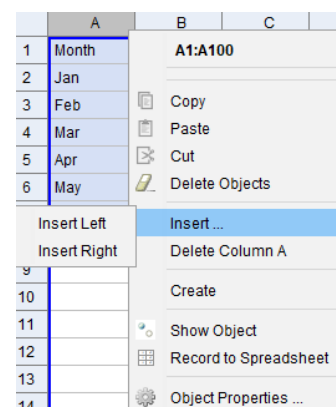 A B C
1 Month A1:A100
2 Jan
3 Feb Copy
4 Mar Paste
5 Apr Cut
6 May Delete Objects
Insert Left Insert ...
Insert Right Delete Column A
9
10 Create
11 Show Object
12 Record to Spreadsheet
13
14 Object Properties ...